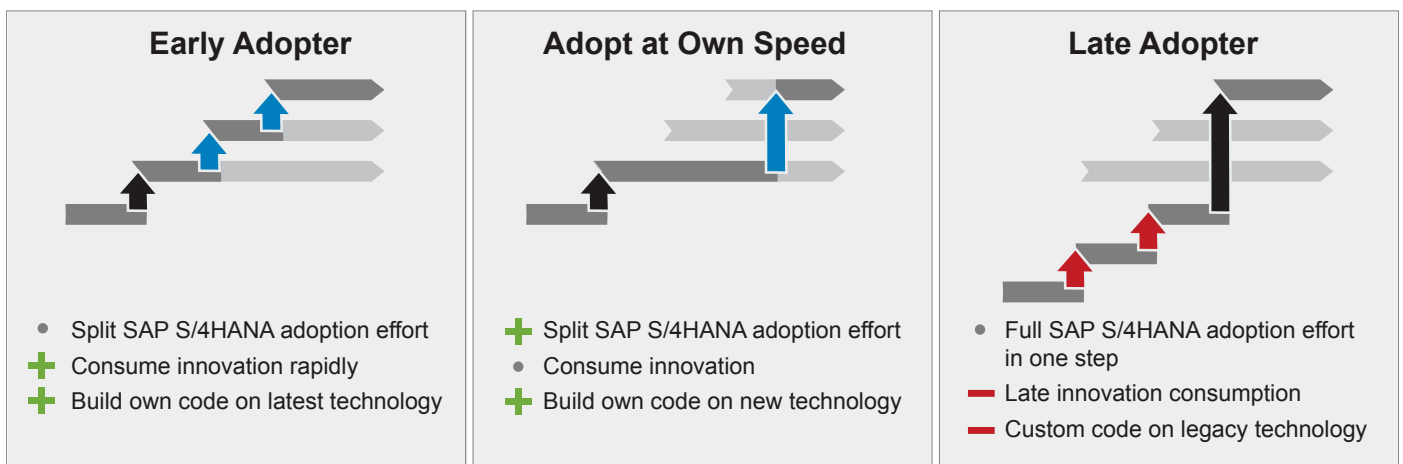 Early Adopter
Split SAP S/4HANA adoption effort
Consume innovation rapidly
Build own code on latest technology
Adopt at Own Speed
Split SAP S/4HANA adoption effort
Consume innovation
Build own code on new technology
Late Adopter
Full SAP S/4HANA adoption effort
in one step
Late innovation consumption
Custom code on legacy technology